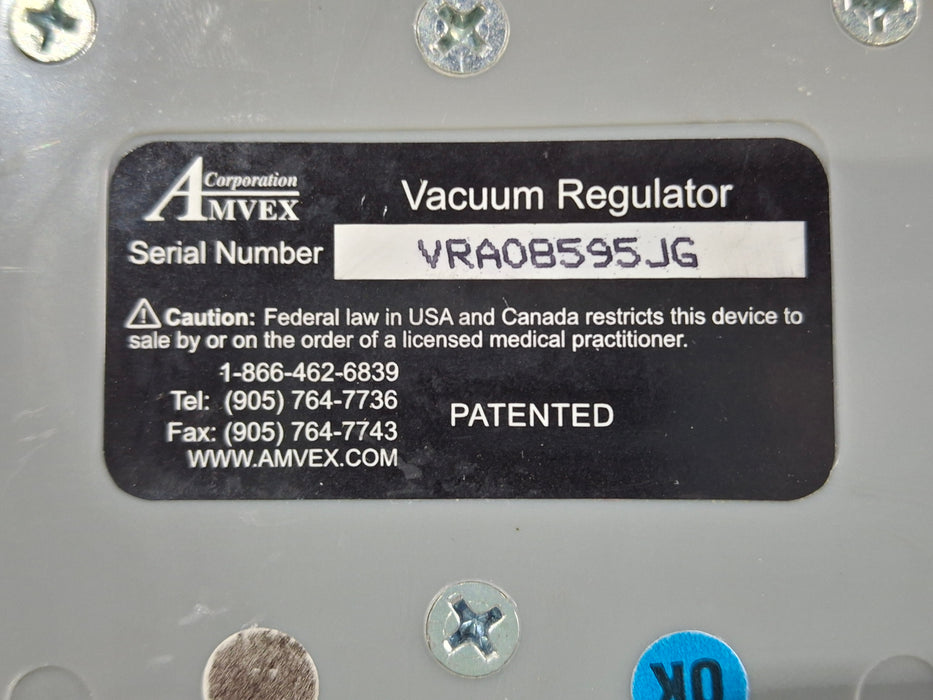 Corporation
AMVEX
Vacuum Regulator
Serial Number VRA08595JG
Caution: Federal law in USA and Canada restricts this device to
sale by or on the order of a licensed medical practitioner.
1-866-462-6839
Tel: (905) 764-7736
Fax: (905) 764-7743
WWW.AMVEX.COM
PATENTED
OK